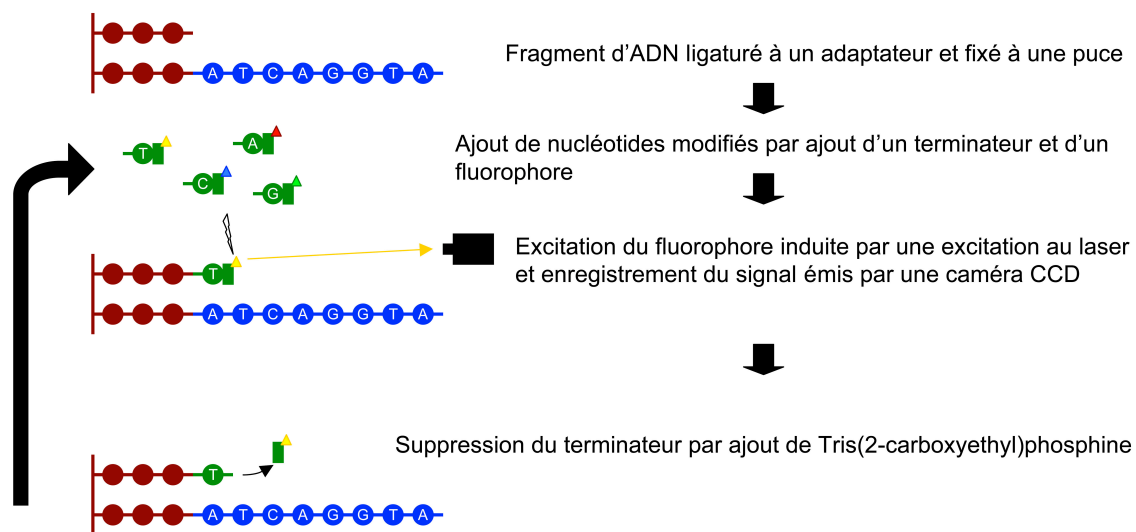 Fragment d’ADN ligaturé à un adaptateur et fixé à une puce
A T C A G G T A
Ajout de nucléotides modifiés par ajout d’un terminateur et d’un
fluorophore
T
A
C
G
Excitation du fluorophore induite par une excitation au laser
et enregistrement du signal émis par une caméra CCD
T
A T C A G G T A
Suppression du terminateur par ajout de Tris(2-carboxyethyl)phosphine
T
A T C A G G T A